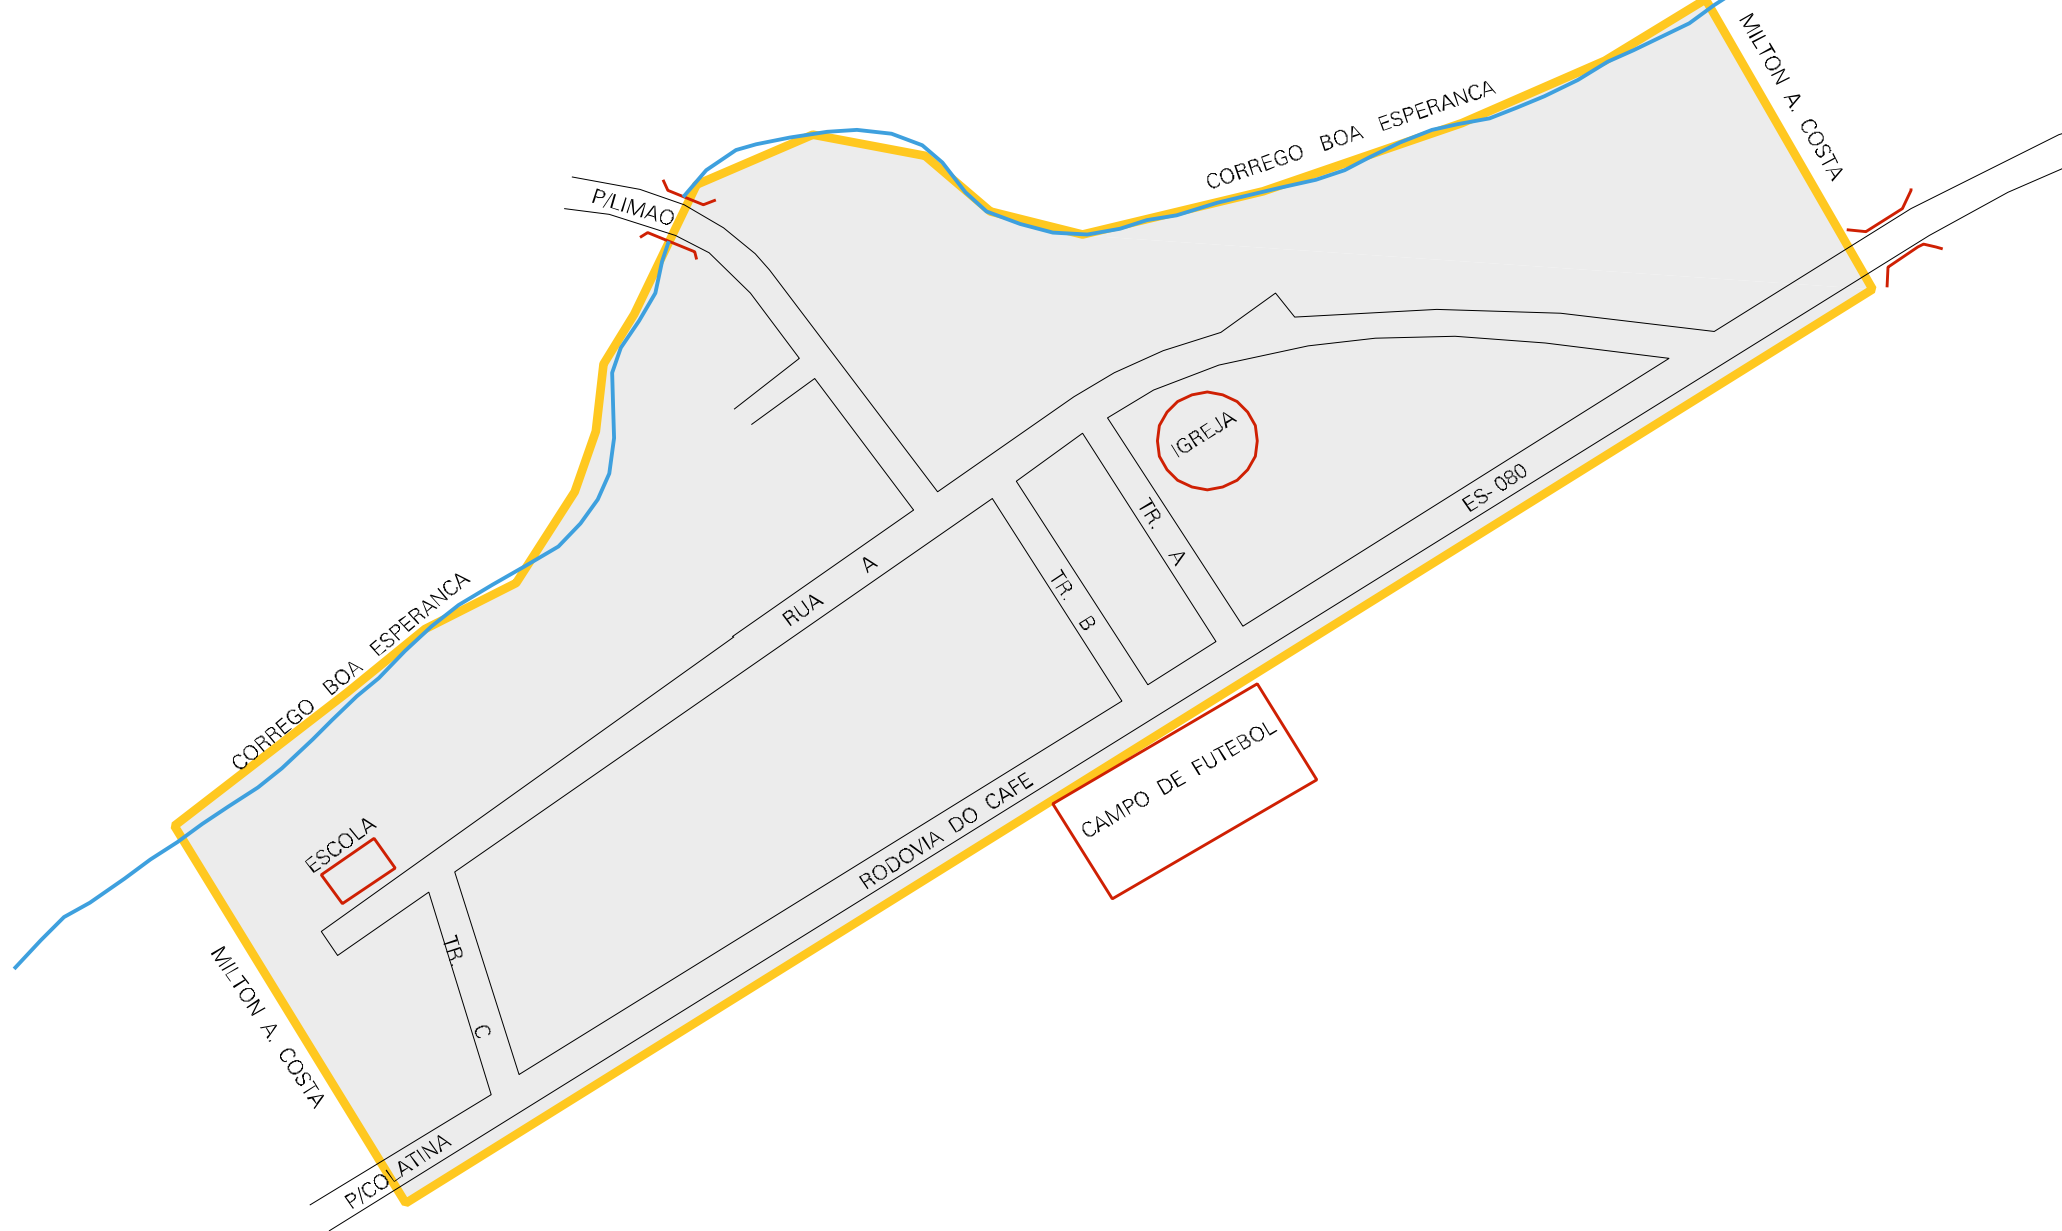 MILTON A. COSTA
CORREGO BOA ESPERANCA
P/LIMAO
IGREJA
ES-080
TR. A
TR. B
RUA A
CORREGO BOA ESPERANCA
CAMPO DE FUTEBOL
RODOVIA DO CAFE
ESCOLA
TR. C
MILTON A. COSTA
P/COLATINA